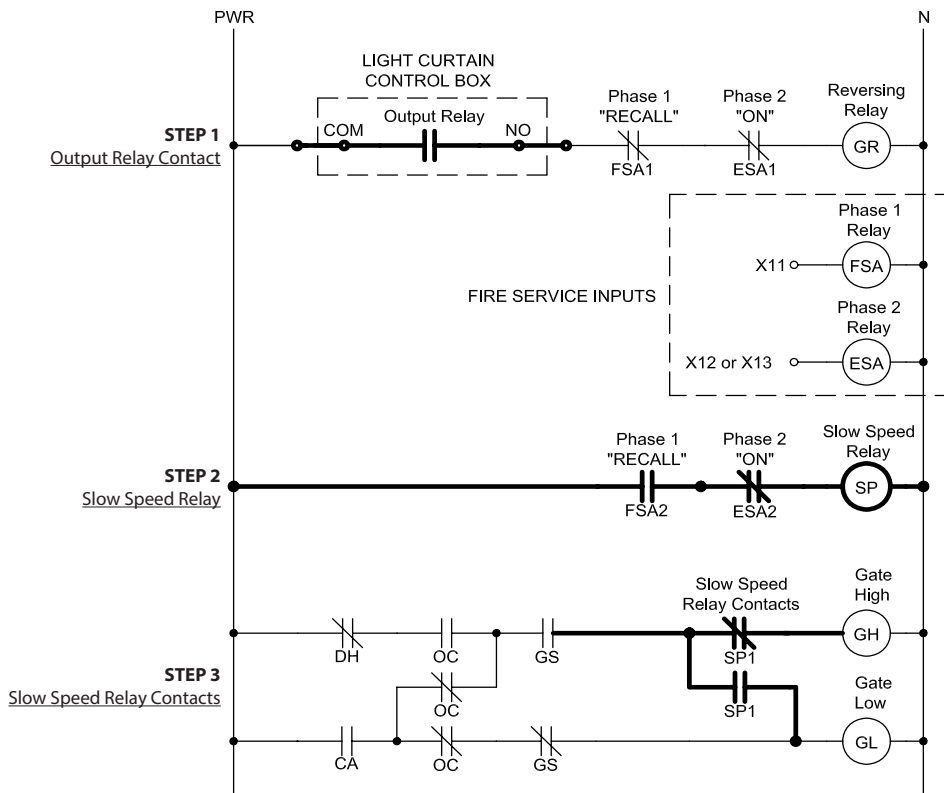 PWR
N
LIGHT CURTAIN
CONTROL BOX
STEP 1
Output Relay Contact
COM
Output Relay
NO
Phase 1
"RECALL"
FSA1
Phase 2
"ON"
ESA1
Reversing
Relay
GR
FIRE SERVICE INPUTS
Phase 1
Relay
X11
FSA
Phase 2
Relay
X12 or X13
ESA
STEP 2
Slow Speed Relay
Phase 1
"RECALL"
FSA2
Phase 2
"ON"
ESA2
Slow Speed
Relay
SP
STEP 3
Slow Speed Relay Contacts
DH
OC
GS
Slow Speed
Relay Contacts
SP1
Gate
High
GH
OC
SP1
CA
OC
GS
Gate
Low
GL